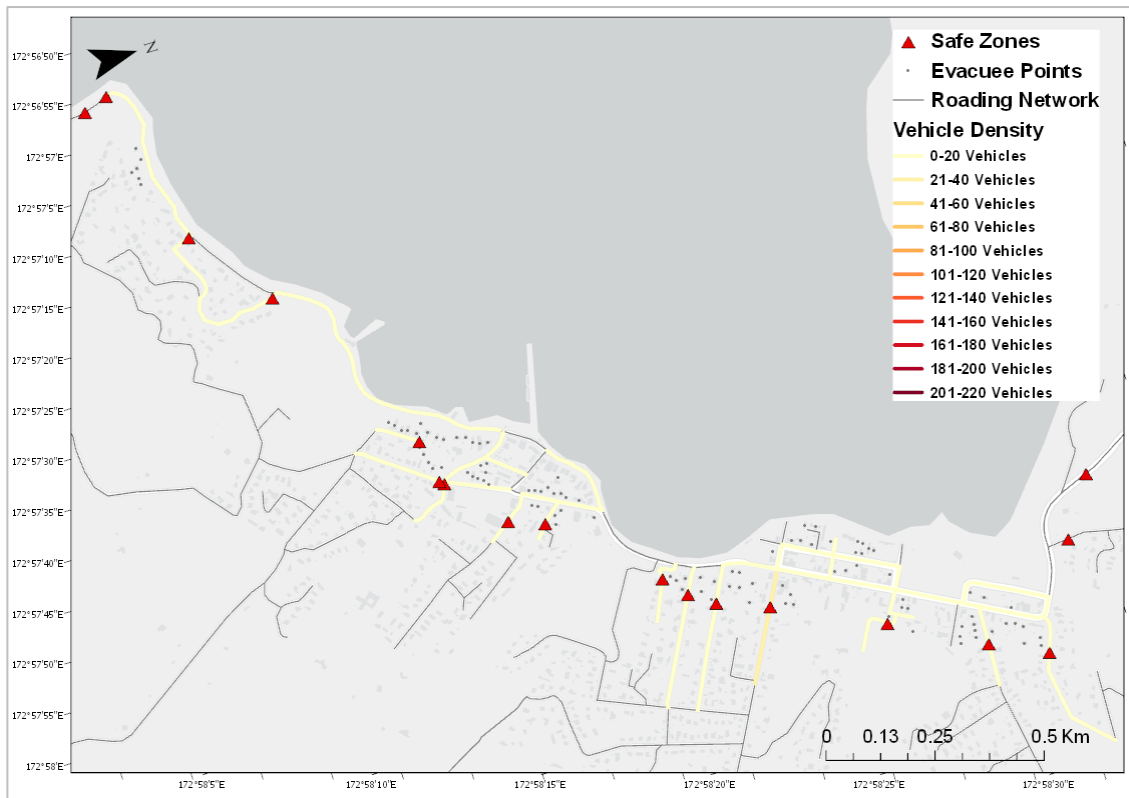 N
Safe Zones
Evacuee Points
Roading Network
Vehicle Density
0-20 Vehicles
21-40 Vehicles
41-60 Vehicles
61-80 Vehicles
81-100 Vehicles
101-120 Vehicles
121-140 Vehicles
141-160 Vehicles
161-180 Vehicles
181-200 Vehicles
201-220 Vehicles
172°56'50"E
172°56'55"E
172°57'E
172°57'5"E
172°57'10"E
172°57'15"E
172°57'20"E
172°57'25"E
172°57'30"E
172°57'35"E
172°57'40"E
172°57'45"E
172°57'50"E
172°57'55"E
172°58'E
0 0.13 0.25 0.5 Km
172°58'5"E 172°58'10"E 172°58'15"E 172°58'20"E 172°58'25"E 172°58'30"E